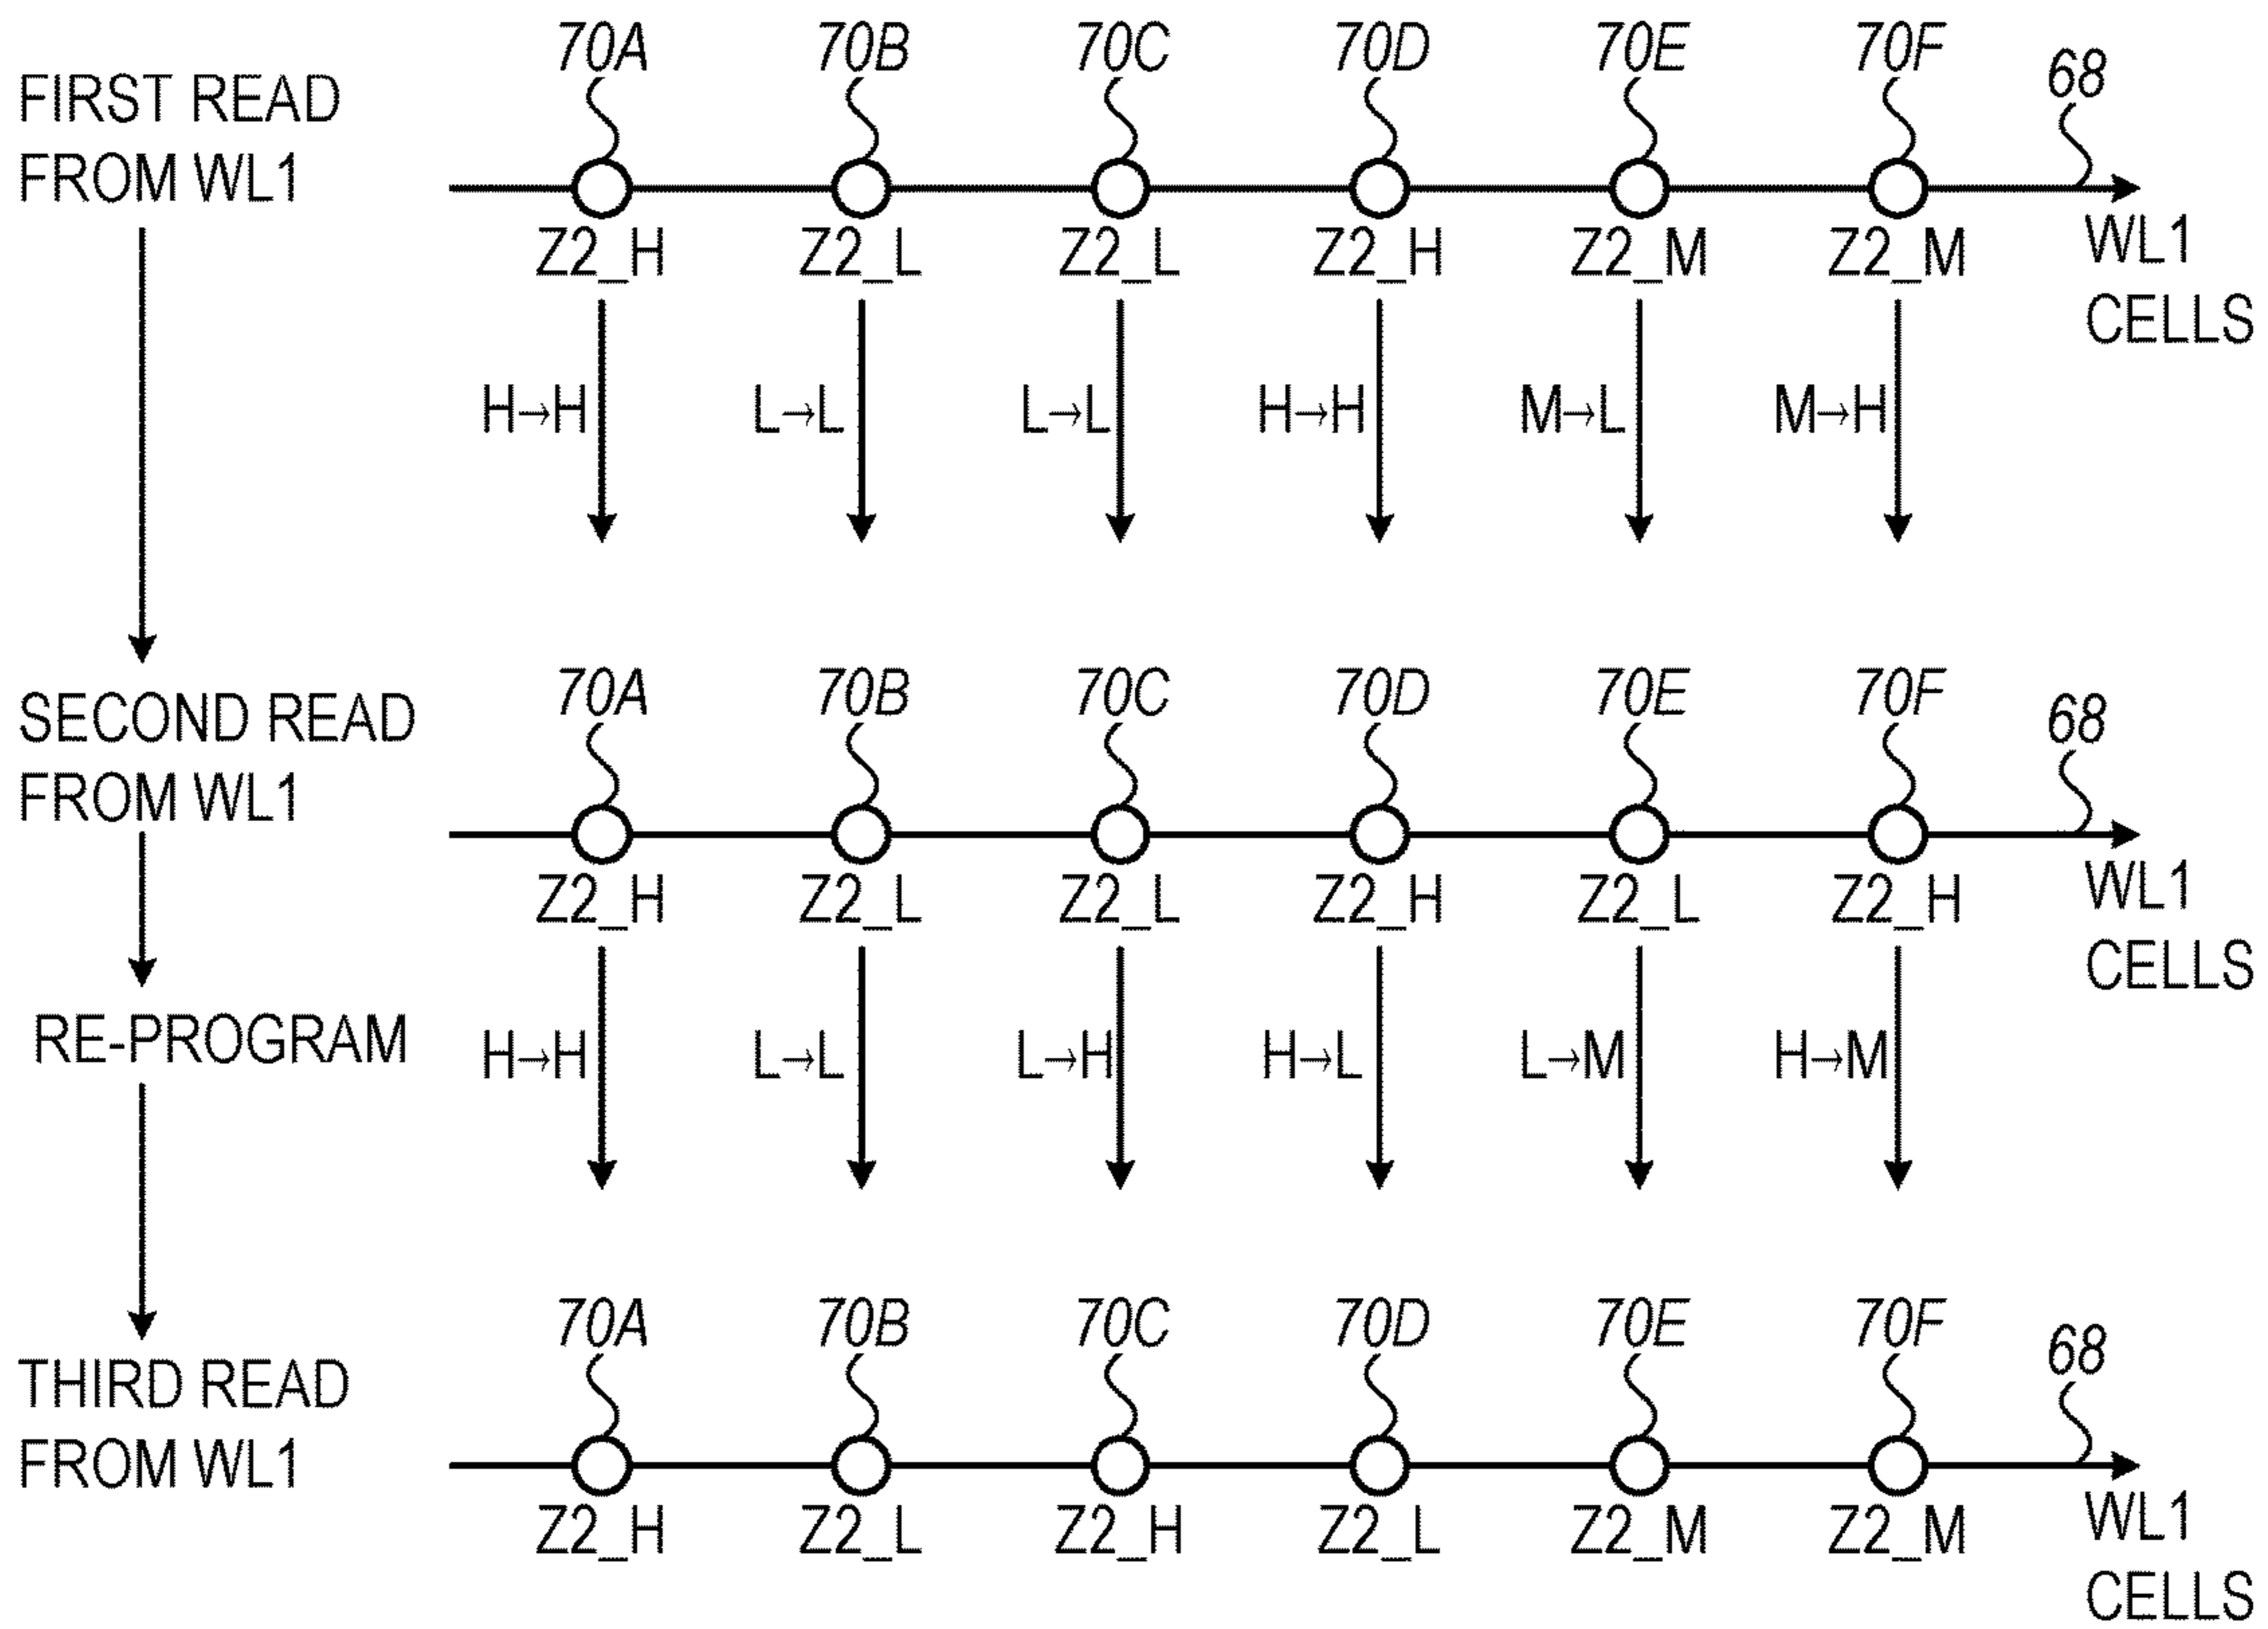 70A 70B 70C 70D 70E 70F 68
FIRST READ
FROM WL1
Z2_H Z2_L Z2_L Z2_H Z2_M Z2_M WL1
CELLS
H→H L→L L→L H→H M→L M→H
70A 70B 70C 70D 70E 70F 68
SECOND READ
FROM WL1
Z2_H Z2_L Z2_L Z2_H Z2_L Z2_H WL1
CELLS
RE-PROGRAM H→H L→L L→H H→L L→M H→M
70A 70B 70C 70D 70E 70F 68
THIRD READ
FROM WL1
Z2_H Z2_L Z2_H Z2_L Z2_M Z2_M WL1
CELLS